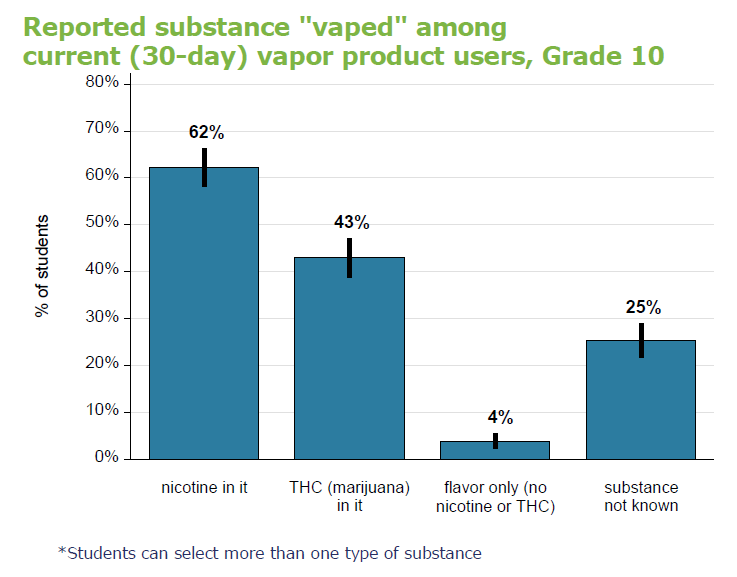 Reported substance "vaped" among
current (30-day) vapor product users, Grade 10
80%
70%
60%
50%
40%
30%
20%
10%
0%
% of students
62%
43%
4%
25%
nicotine in it
THC (marijuana)
in it
flavor only (no
nicotine or THC)
substance
not known
*Students can select more than one type of substance